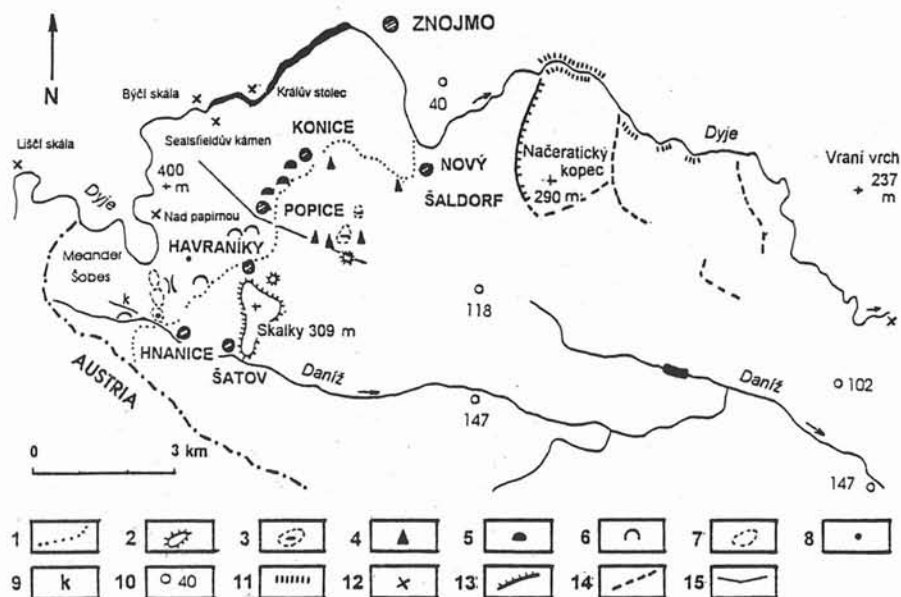 ZNOJMO
N
Býčí skála
Králův stolec
40
Sealsfieldův kámen
KONICE
Liščí skála
400
+ m
NOVÝ
ŠALDORF
Načeratický
kopec
290 m
Dyje
Vraní vrch
237
m
Dyje
Nad papírnou
POPICE
HAVRANÍKY
Meander
Šobes
k
r
118
Skalky 309 m
HNANICE
ŠATOV
AUSTRIA
Daníž
147
Daníž
102
147
0 3 km
1 2 3 4 5 6 7 8
9 k 10 40 11 12 13 14 15